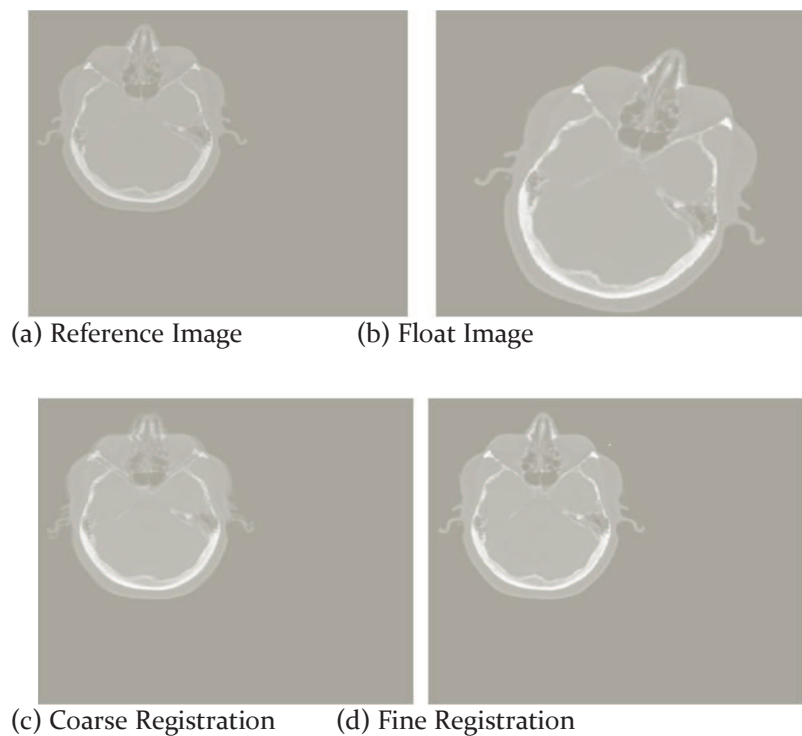 (a) Reference Image (b) Float Image
(c) Coarse Registration (d) Fine Registration